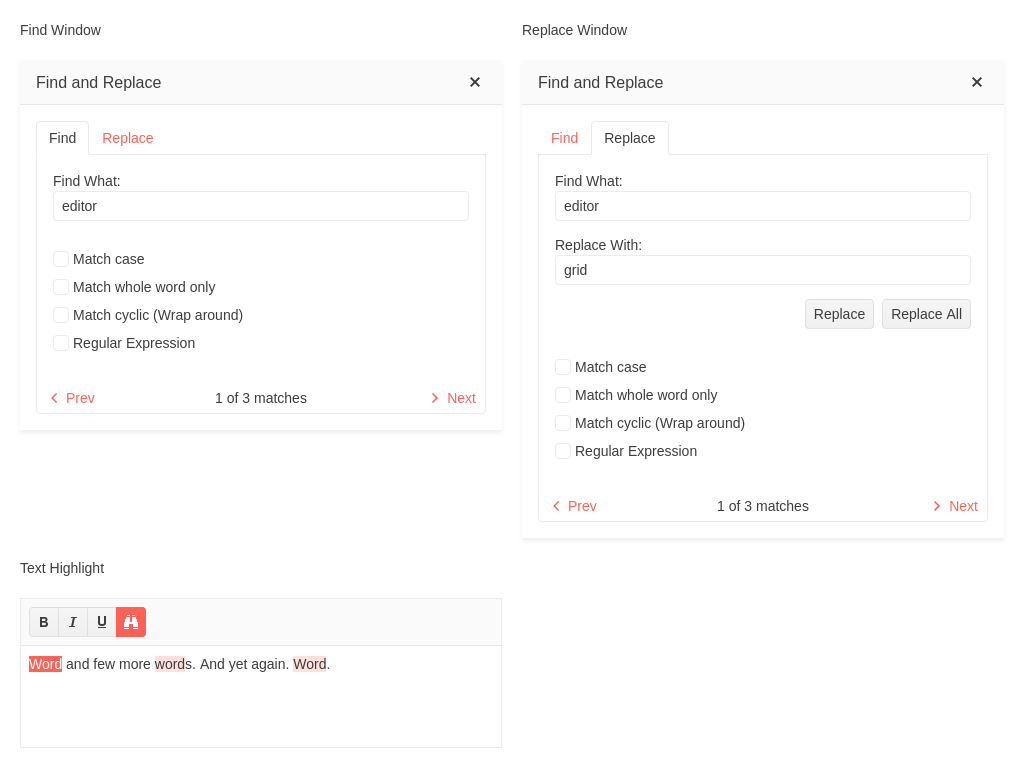 Find Window
Find and Replace
Find Replace
Find What:
editor
Match case
Match whole word only
Match cyclic (Wrap around)
Regular Expression
Prev 1 of 3 matches Next
Replace Window
Find and Replace
Find Replace
Find What:
editor
Replace With:
grid
Replace Replace All
Match case
Match whole word only
Match cyclic (Wrap around)
Regular Expression
Prev 1 of 3 matches Next
Text Highlight
B I U
Word and few more words. And yet again. Word.